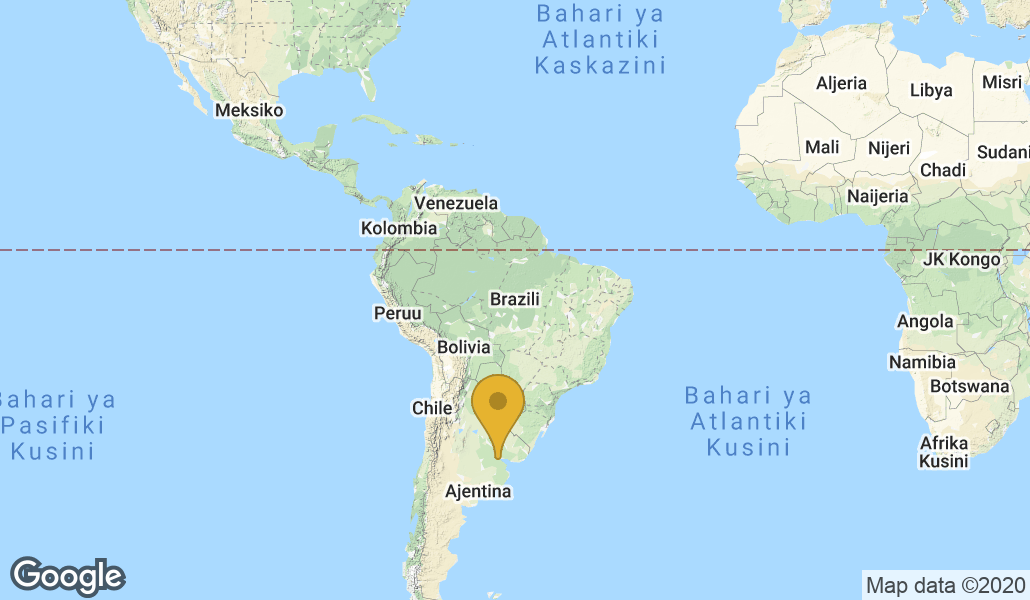 Bahari ya
Atlantiki
Kaskazini
Aljeria
Libya
Misri
Meksiko
Mali
Nijeri
Chadi
Sudani
Naijeria
Venezuela
Kolombia
JK Kongo
Brazili
Peruu
Angola
Bolivia
Namibia
Botswana
Bahari ya
Pasifiki
Kusini
Chile
Bahari ya
Atlantiki
Kusini
Afrika
Kusini
Ajentina
Google
Map data ©2020